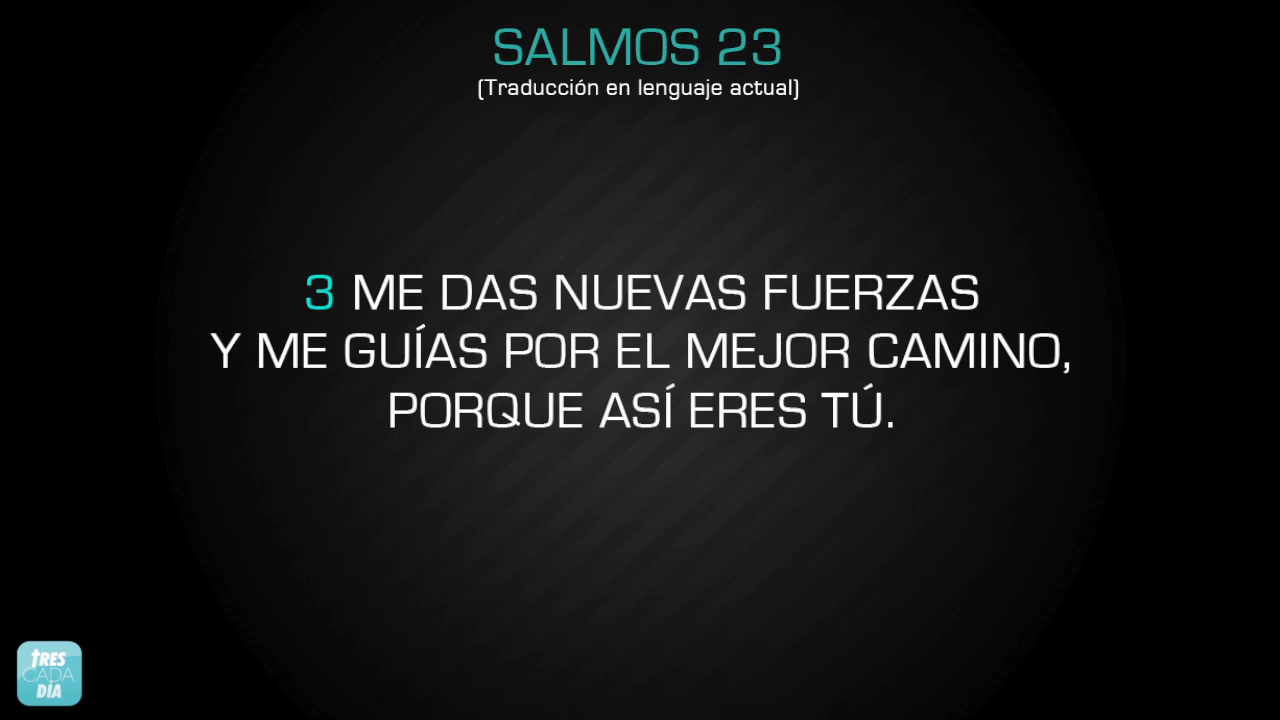 SALMOS 23
(Traducción en lenguaje actual)
3 ME DAS NUEVAS FUERZAS
Y ME GUÍAS POR EL MEJOR CAMINO,
PORQUE ASÍ ERES TÚ.
TRES
CADA
DÍA